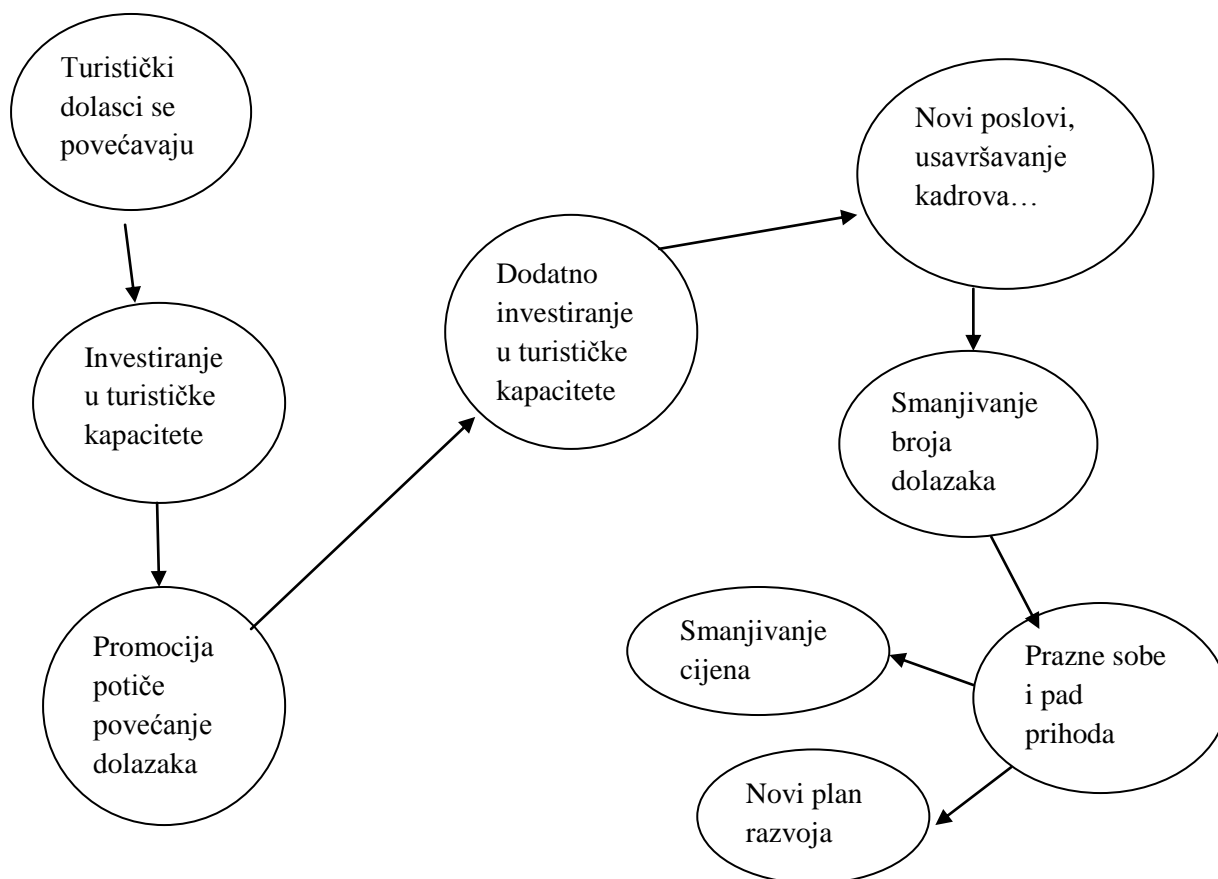 Turistički
dolasci se
povećavaju
Investiranje
u turističke
kapacitete
Promocija
potiče
povećanje
dolazaka
Dodatno
investiranje
u turističke
kapacitete
Novi poslovi,
usavršavanje
kadrova…
Smanjivanje
broja
dolazaka
Prazne sobe
i pad
prihoda
Smanjivanje
cijena
Novi plan
razvoja